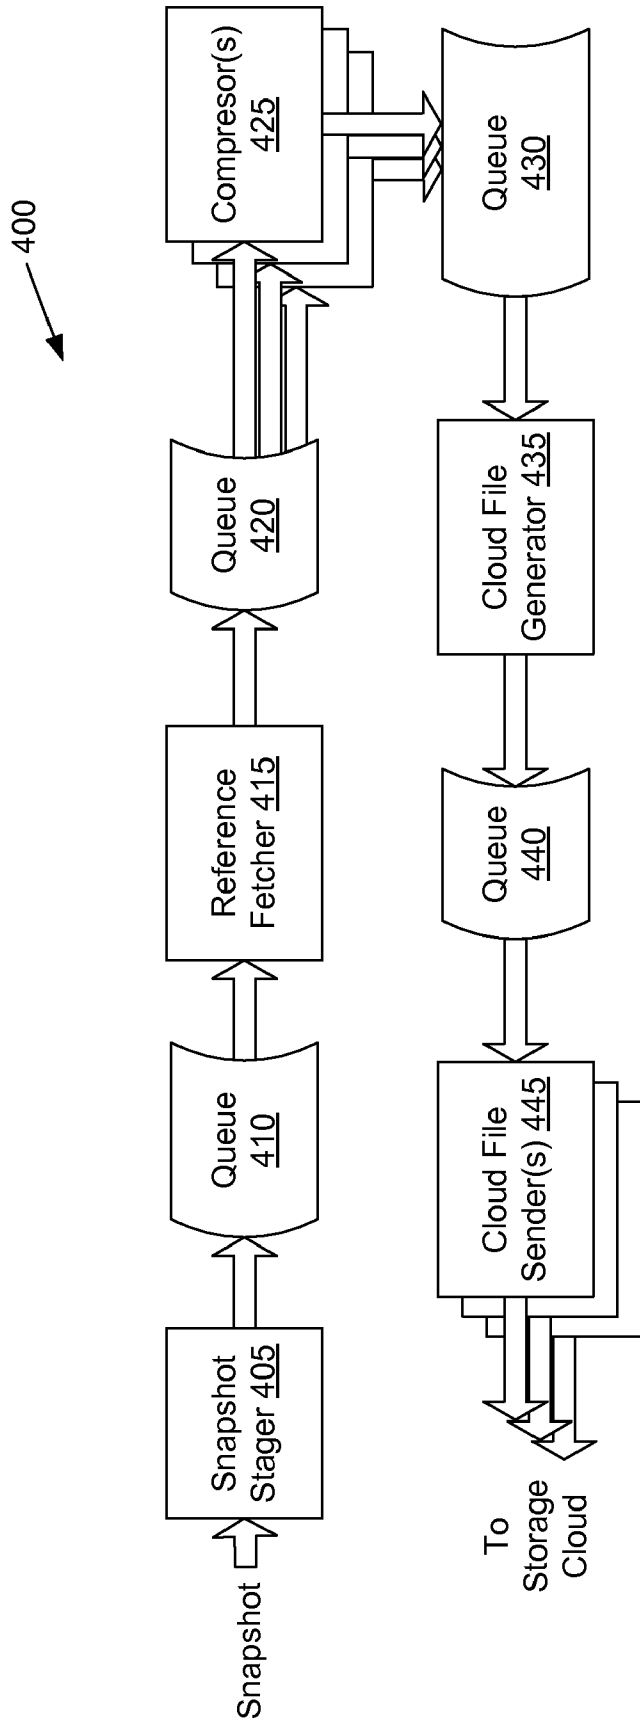 400
Snapshot
Snapshot
Stager 405
Queue
410
Reference
Fetcher 415
Queue
420
Compresor(s)
425
Queue
430
Cloud File
Generator 435
Queue
440
Cloud File
Sender(s) 445
To
Storage
Cloud